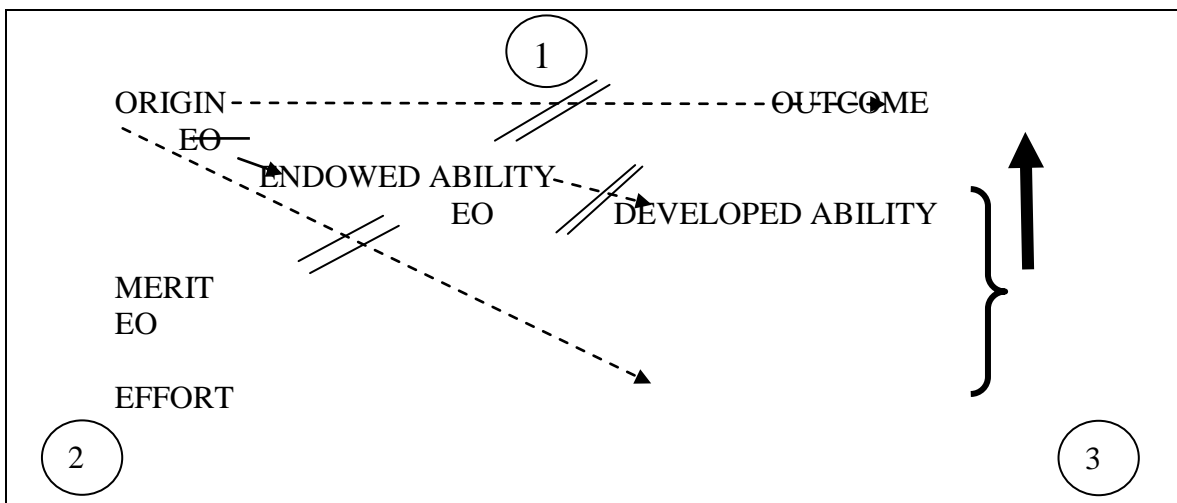 1
ORIGIN OUTCOME
EO
ENDOWED ABILITY
EO DEVELOPED ABILITY
MERIT
EO
EFFORT
2 3